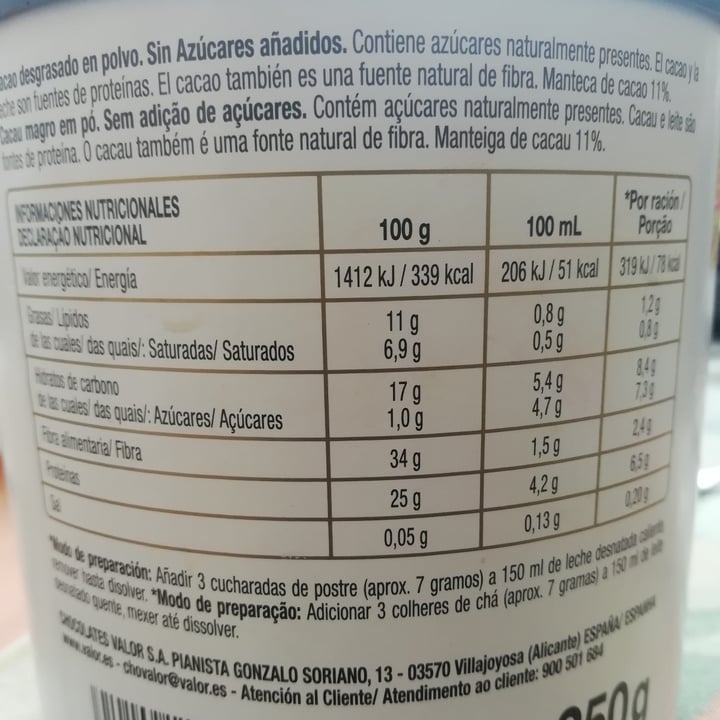 desgrasado en polvo. Sin Azúcares añadidos. Contiene azúcares naturalmente presentes. El cacao y la
son fuentes de proteínas. El cacao también es una fuente natural de fibra. Manteca de cacao 11%.
Cacau magro em pó. Sem adição de açúcares. Contém açúcares naturalmente presentes. Cacau e leite são
fontes de proteína. O cacau também é uma fonte natural de fibra. Manteiga de cacau 11%.
INFORMACIONES NUTRICIONALES
DECLARAÇÃO NUTRICIONAL
100 g
100 mL
*Por ración /
Porção
Valor energético/ Energía
1412 kJ / 339 kcal
206 kJ / 51 kcal
319 kJ / 78 kcal
Grasas/ Lípidos
de las cuales/ das quais/: Saturadas/ Saturados
11 g
6,9 g
0,8 g
0,5 g
1,2 g
0,8 g
Hidratos de carbono
de las cuales/ das quais/: Azúcares/ Açúcares
17 g
1,0 g
5,4 g
4,7 g
8,4 g
7,3 g
Fibra alimentaria/ Fibra
34 g
1,5 g
2,4 g
Proteínas
25 g
4,2 g
6,5 g
Sal
0,05 g
0,13 g
0,20 g
*Modo de preparación: Añadir 3 cucharadas de postre (aprox. 7 gramos) a 150 ml de leche desnatada caliente,
remover hasta disolver. *Modo de preparação: Adicionar 3 colheres de chá (aprox. 7 gramas) a 150 ml de leite
desnatado quente, mexer até dissolver.
CHOCOLATES VALOR S.A. PIANISTA GONZALO SORIANO, 13 - 03570 Villajoyosa (Alicante) ESPAÑA/ ESPANHA
www.valor.es - chovalor@valor.es - Atención al Cliente/ Atendimento ao cliente: 900 501 684
250g